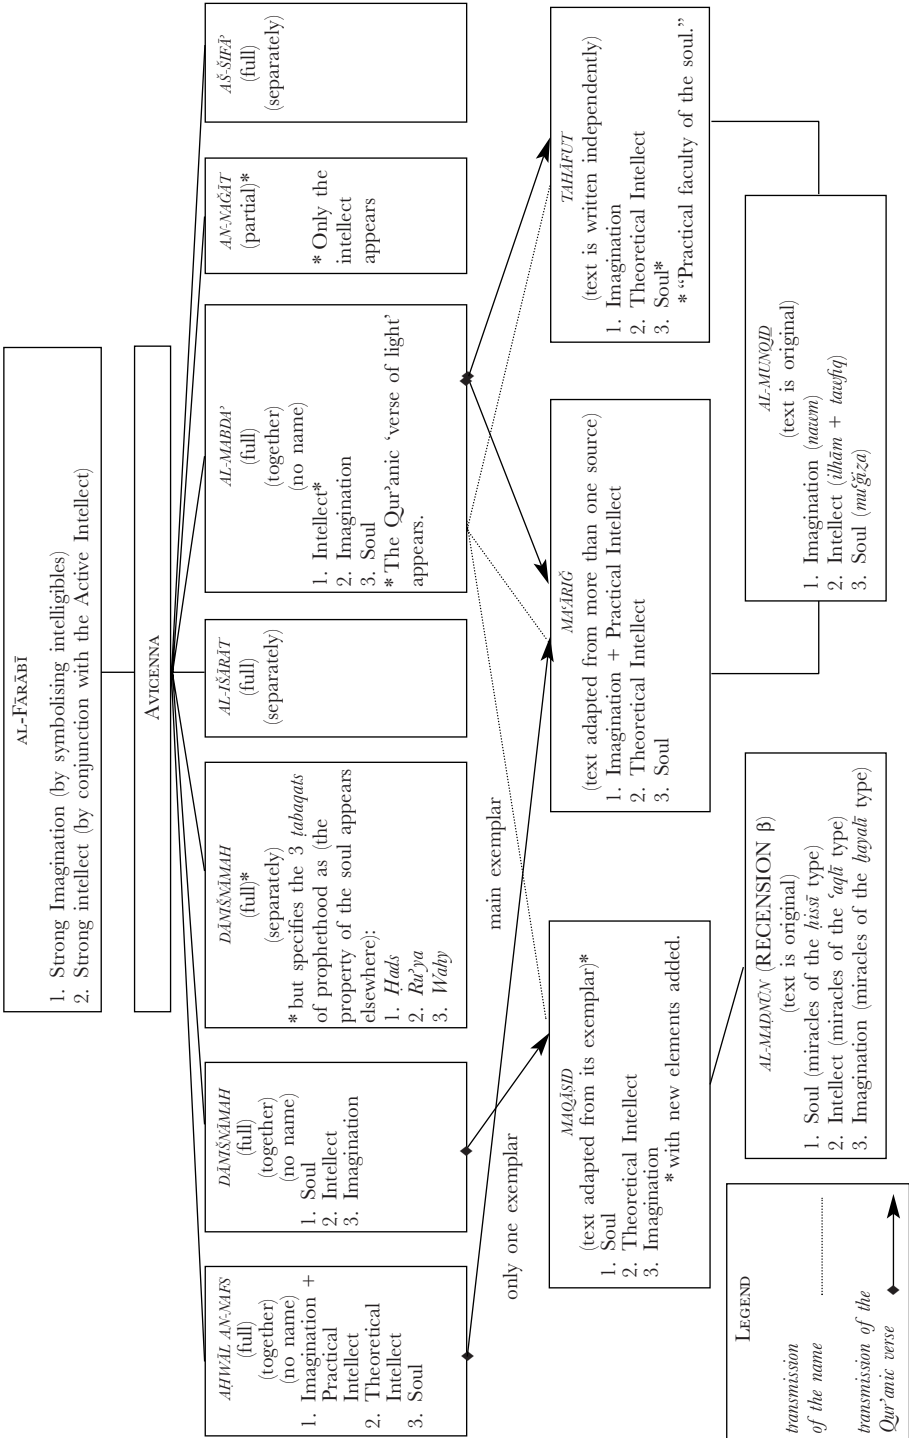 AL-FĀRĀBĪ
1. Strong Imagination (by symbolising intelligibles)
2. Strong intellect (by conjunction with the Active Intellect)
AVICENNA
AḤWĀL AN-NAFS
(full)
(together)
(no name)
1. Imagination +
Practical
Intellect
2. Theoretical
Intellect
3. Soul
DĀNIŠNĀMAH
(full)
(together)
(no name)
1. Soul
2. Intellect
3. Imagination
DĀNIŠNĀMAH
(full)*
(separately)
* but specifies the 3 ṭabaqats
of prophethood as (the
property of the soul appears
elsewhere):
1. Ḥads
2. Ru’ya
3. Waḥy
AL-IŠĀRĀT
(full)
(separately)
AL-MABDAʾ
(full)
(together)
(no name)
1. Intellect*
2. Imagination
3. Soul
* The Qur’anic ‘verse of light’
appears.
AN-NAǦĀT
(partial)*
* Only the
intellect
appears
AŠ-ŠIFĀʾ
(full)
(separately)
only one exemplar
main exemplar
MAQĀṢID
(text adapted from its exemplar)*
1. Soul
2. Theoretical Intellect
3. Imagination
* with new elements added.
MAʿĀRIǦ
(text adapted from more than one source)
1. Imagination + Practical Intellect
2. Theoretical Intellect
3. Soul
TAHĀFUT
(text is written independently)
1. Imagination
2. Theoretical Intellect
3. Soul*
* “Practical faculty of the soul.”
LEGEND
transmission
of the name
transmission of the
Qur’anic verse
AL-MAḌNŪN (RECENSION β)
(text is original)
1. Soul (miracles of the ḥissī type)
2. Intellect (miracles of the ʿaqlī type)
3. Imagination (miracles of the ḫayalī type)
AL-MUNQIḎ
(text is original)
1. Imagination (nawm)
2. Intellect (ilhām + tawfiq)
3. Soul (muʿǧiza)